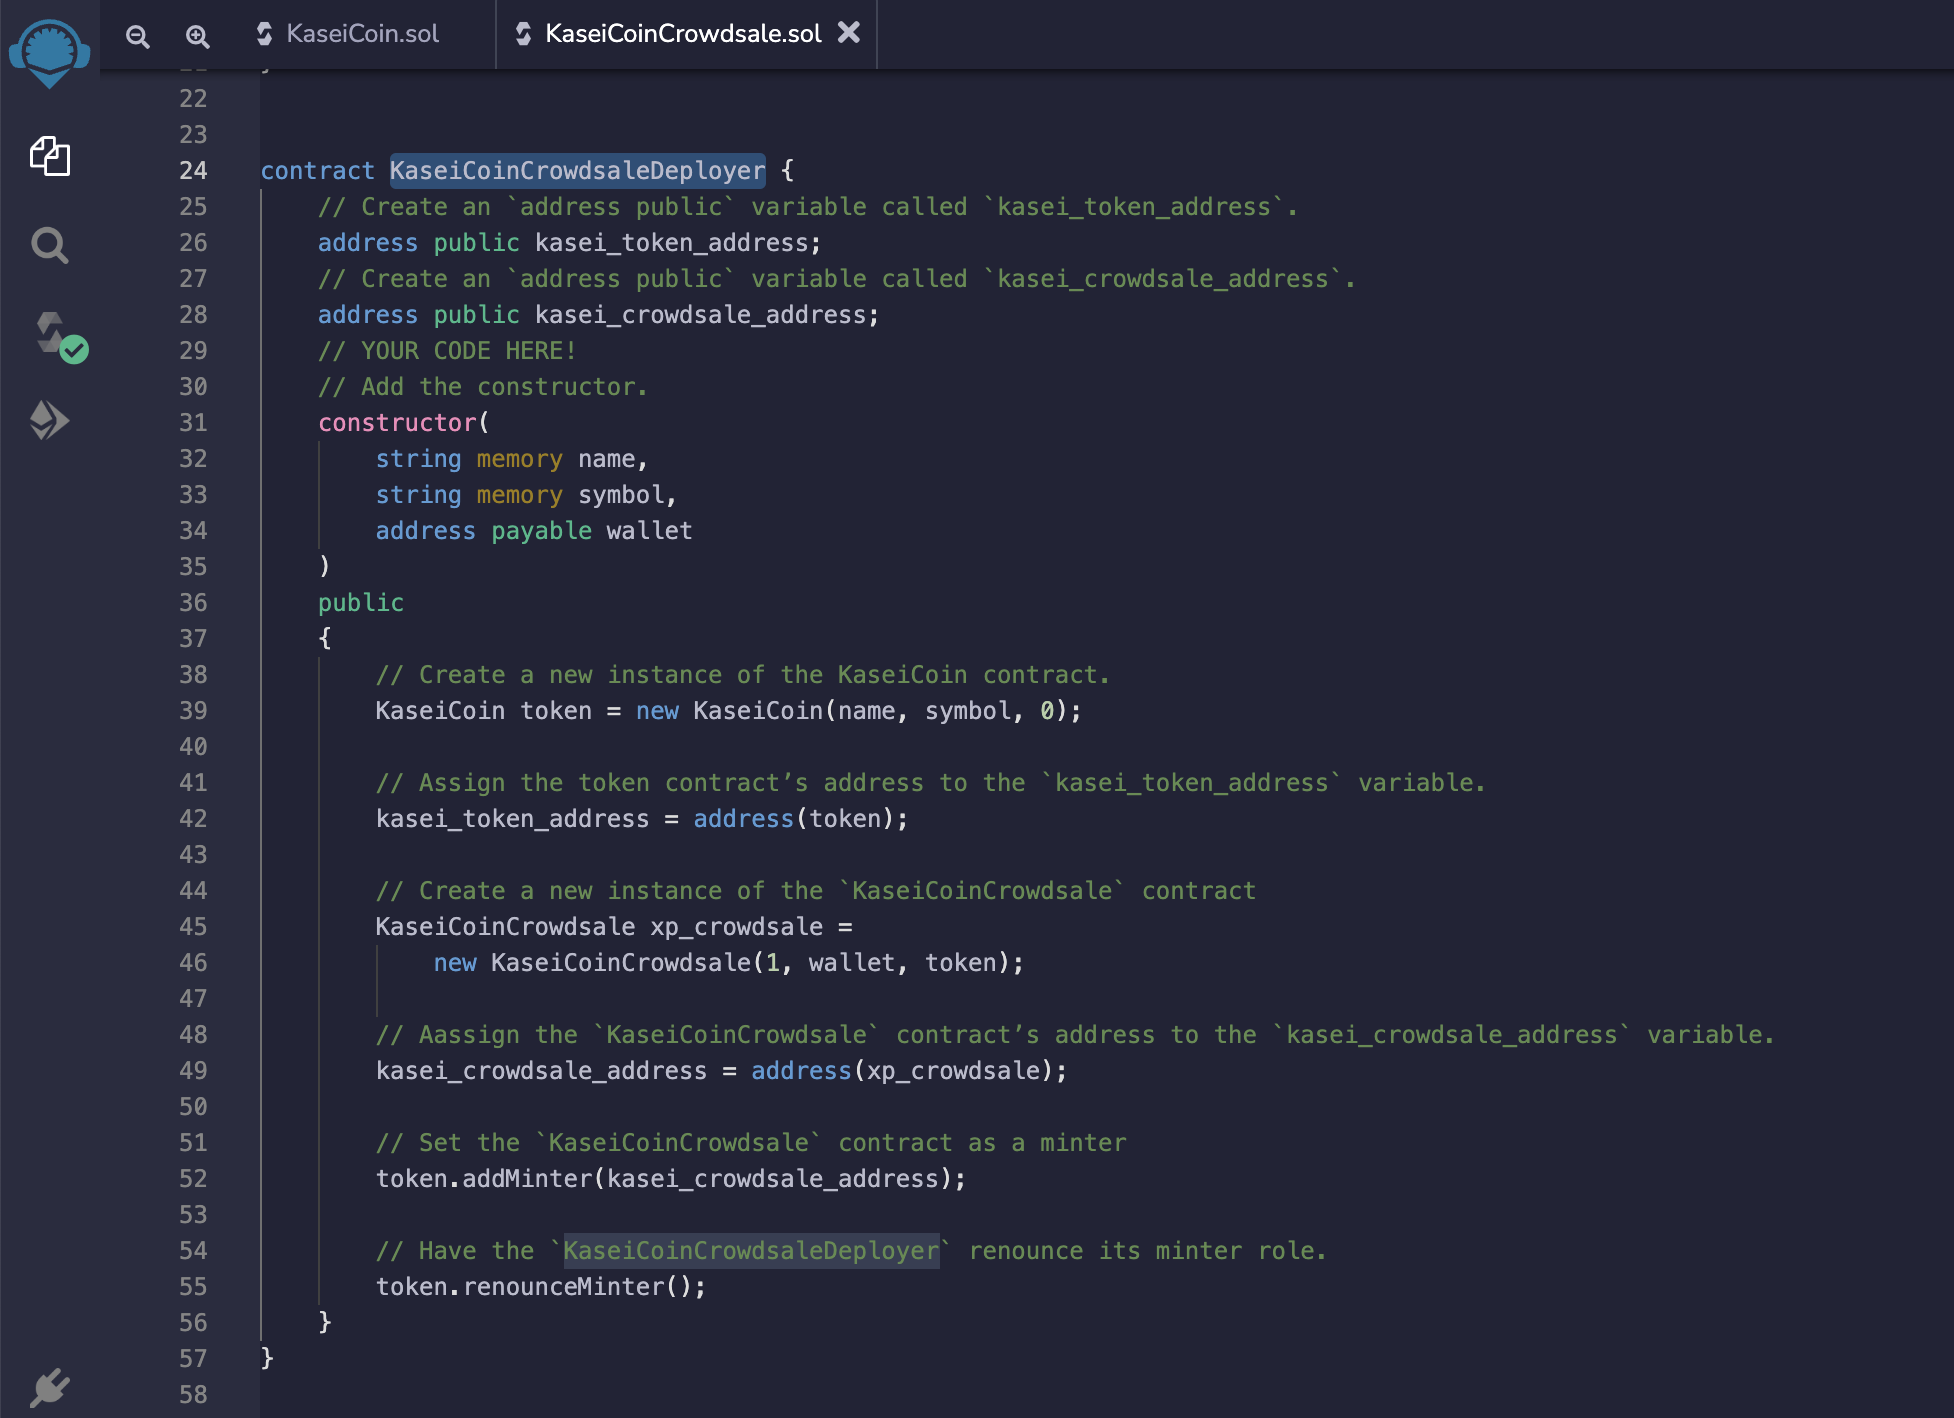 KaseiCoin.sol KaseiCoinCrowdsale.sol
22
23
24 contract KaseiCoinCrowdsaleDeployer {
25 // Create an `address public` variable called `kasei_token_address`.
26 address public kasei_token_address;
27 // Create an `address public` variable called `kasei_crowdsale_address`.
28 address public kasei_crowdsale_address;
29 // YOUR CODE HERE!
30 // Add the constructor.
31 constructor(
32 string memory name,
33 string memory symbol,
34 address payable wallet
35 )
36 public
37 {
38 // Create a new instance of the KaseiCoin contract.
39 KaseiCoin token = new KaseiCoin(name, symbol, 0);
40
41 // Assign the token contract’s address to the `kasei_token_address` variable.
42 kasei_token_address = address(token);
43
44 // Create a new instance of the `KaseiCoinCrowdsale` contract
45 KaseiCoinCrowdsale xp_crowdsale =
46 new KaseiCoinCrowdsale(1, wallet, token);
47
48 // Aassign the `KaseiCoinCrowdsale` contract’s address to the `kasei_crowdsale_address` variable.
49 kasei_crowdsale_address = address(xp_crowdsale);
50
51 // Set the `KaseiCoinCrowdsale` contract as a minter
52 token.addMinter(kasei_crowdsale_address);
53
54 // Have the `KaseiCoinCrowdsaleDeployer` renounce its minter role.
55 token.renounceMinter();
56 }
57 }
58